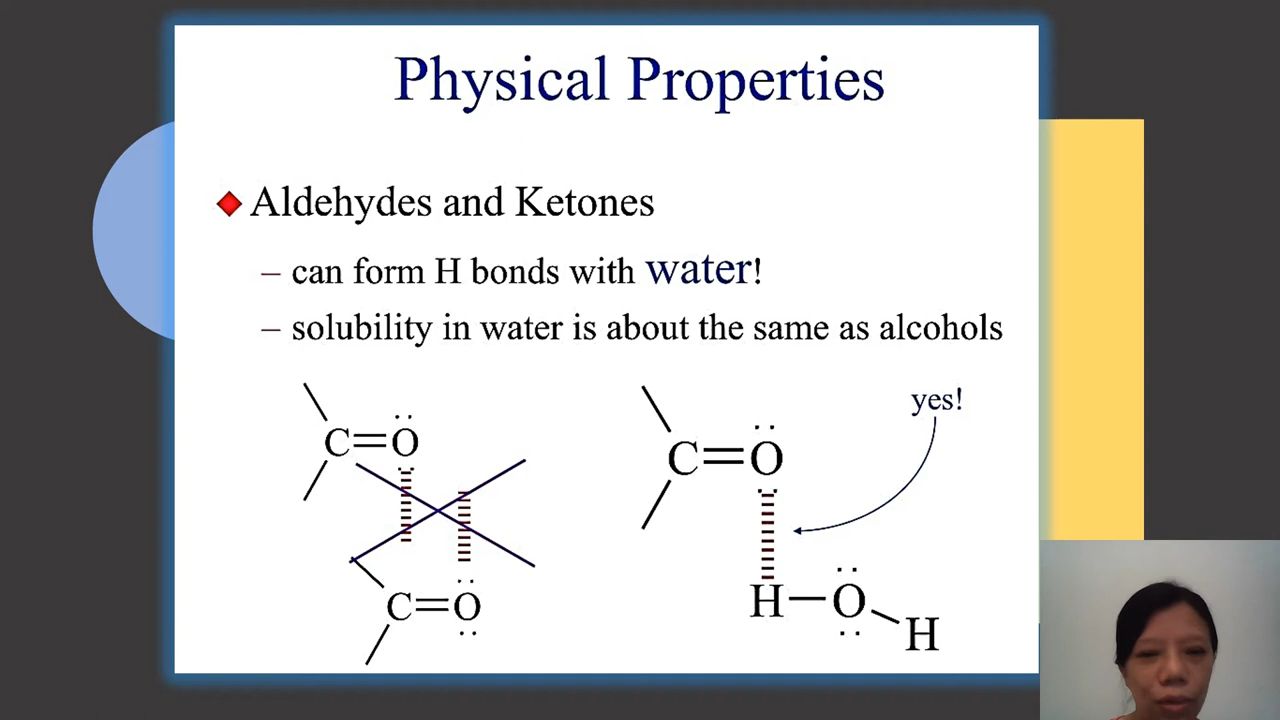 Physical Properties
Aldehydes and Ketones
– can form H bonds with water!
– solubility in water is about the same as alcohols
yes!
C=O
C=O
H—O
H
C=O